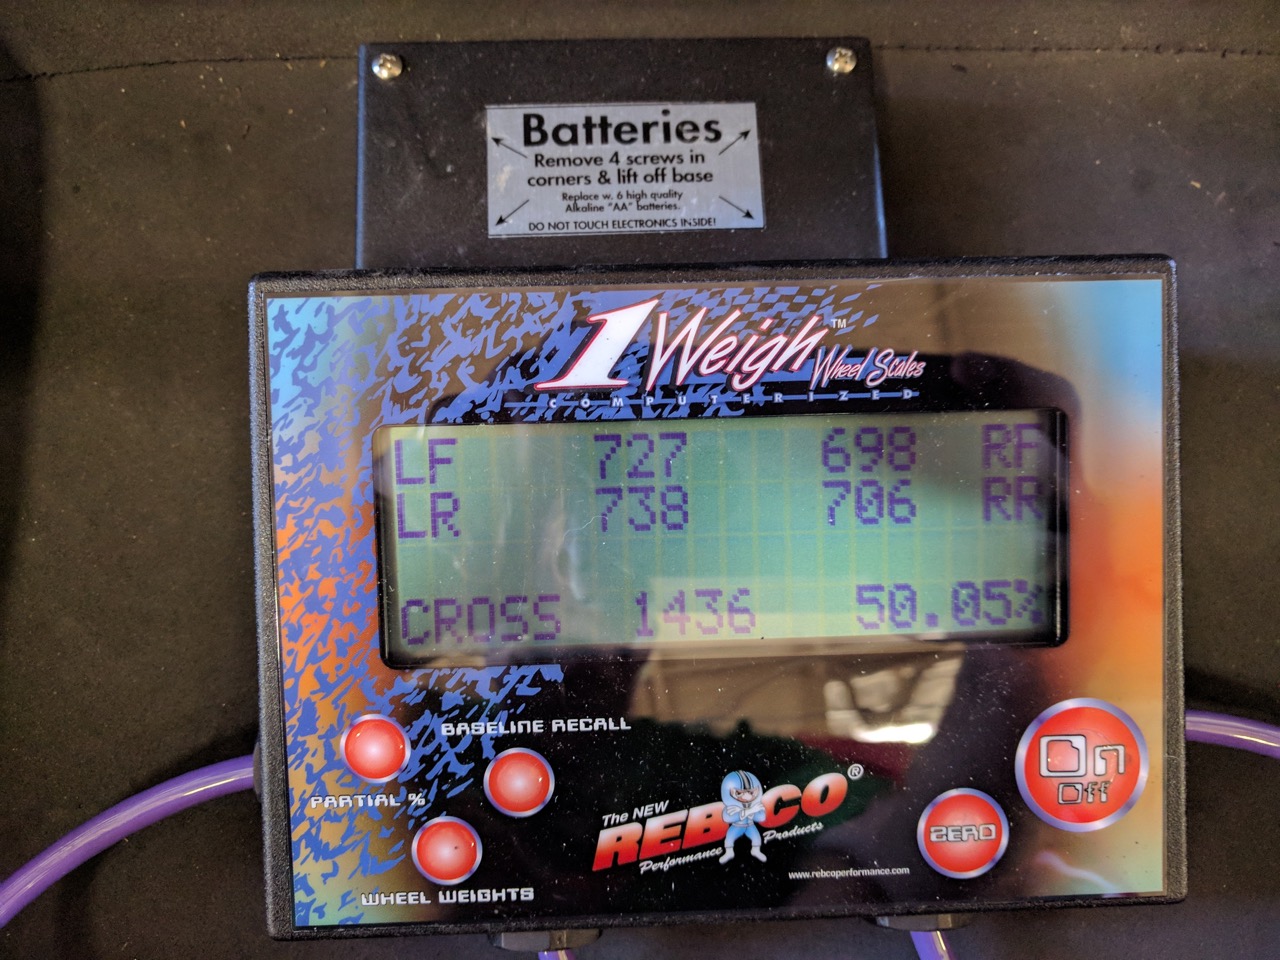 Batteries
Remove 4 screws in
corners & lift off base
Replace w. 6 high quality
Alkaline "AA" batteries.
DO NOT TOUCH ELECTRONICS INSIDE!
1 Weigh™ Wheel Scales
COMPUTERIZED
LF 727 698 RF
LR 738 706 RR
CROSS 1436 50.05%
BASELINE RECALL
PARTIAL %
WHEEL WEIGHTS
The NEW
REBCO®
Performance Products
www.rebcoperformance.com
ZERO
On
Off